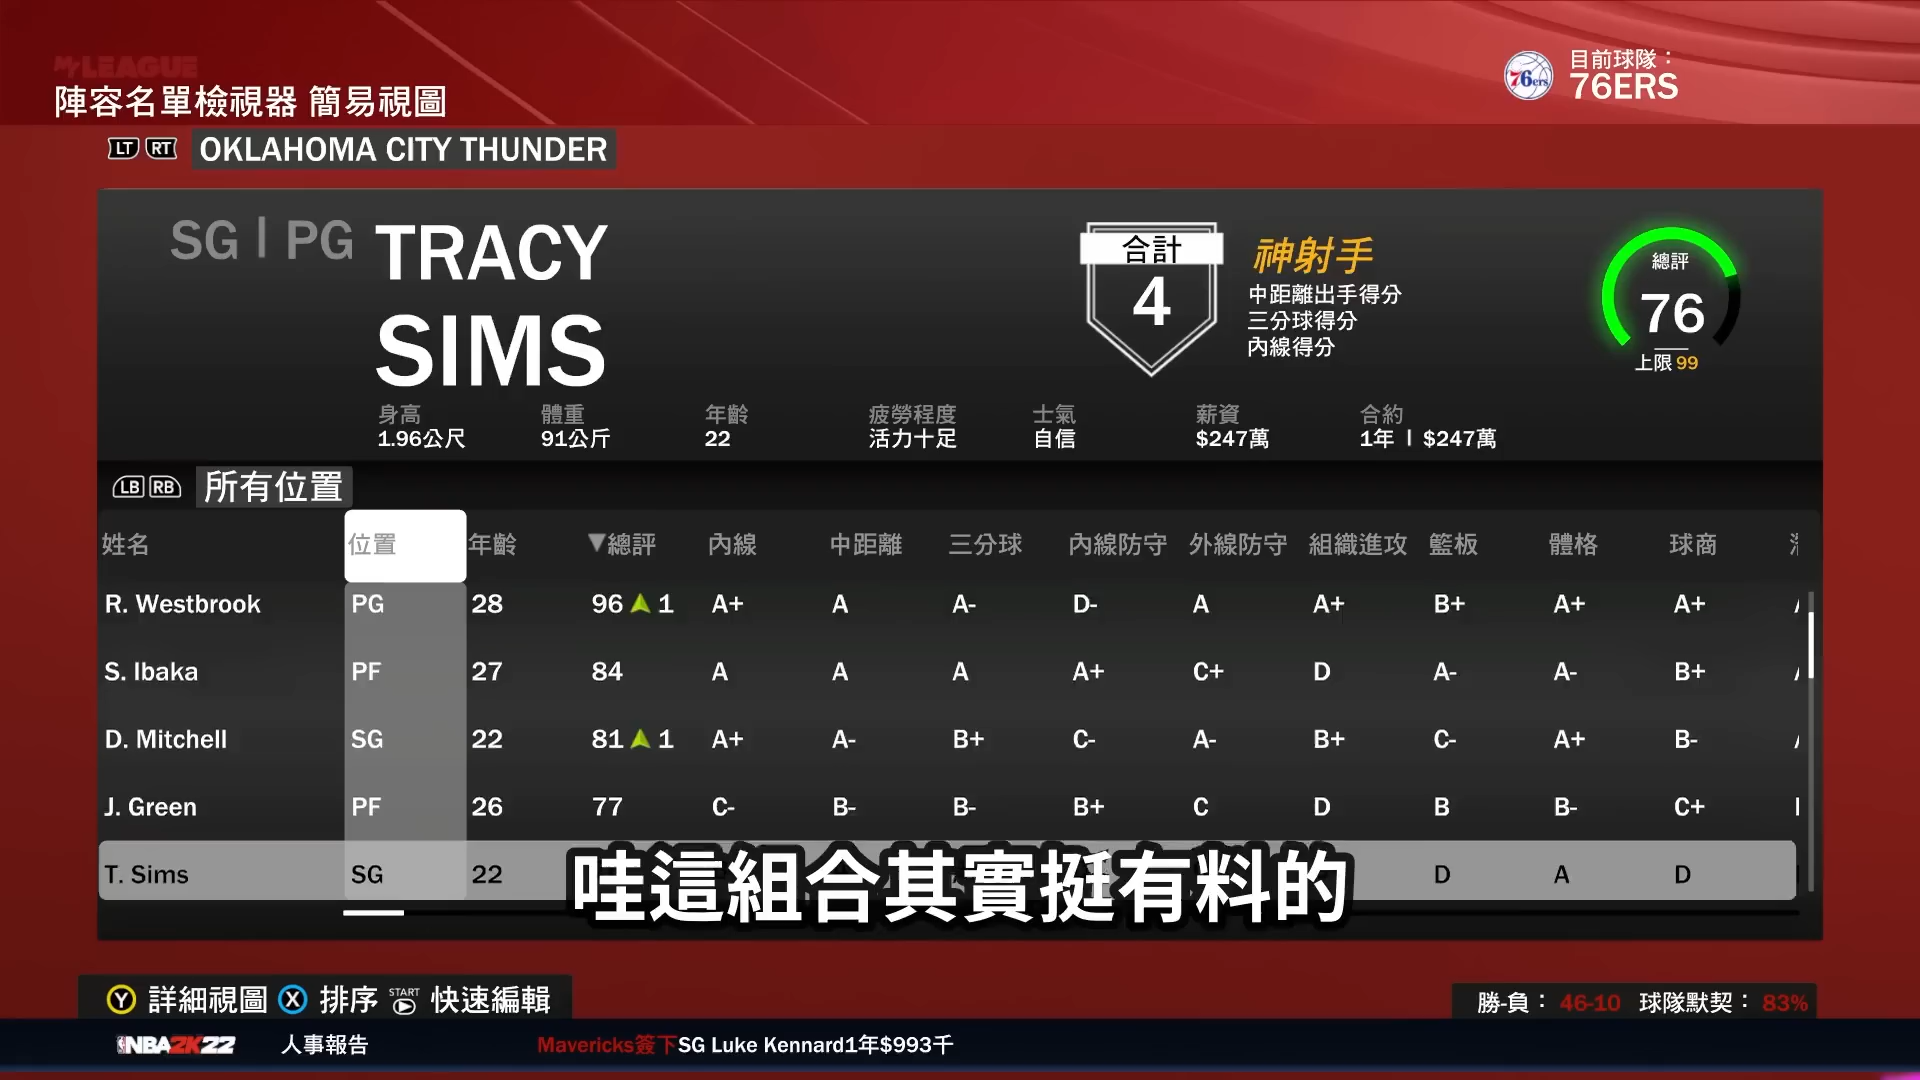 MyLEAGUE
陣容名單檢視器 簡易視圖
76ers
目前球隊：
76ERS
LT RT OKLAHOMA CITY THUNDER
SG | PG TRACY
SIMS
合計
4
神射手
中距離出手得分
三分球得分
內線得分
總評
76
上限 99
身高 體重 年齡 疲勞程度 士氣 薪資 合約
1.96公尺 91公斤 22 活力十足 自信 $247萬 1年 | $247萬
LB RB 所有位置
姓名 位置 年齡 ▼總評 內線 中距離 三分球 內線防守 外線防守 組織進攻 籃板 體格 球商
R. Westbrook PG 28 96 ▲ 1 A+ A A- D- A A+ B+ A+ A+
S. Ibaka PF 27 84 A A A A+ C+ D A- A- B+
D. Mitchell SG 22 81 ▲ 1 A+ A- B+ C- A- B+ C- A+ B-
J. Green PF 26 77 C- B- B- B+ C D B B- C+
T. Sims SG 22 D A D
哇這組合其實挺有料的
Y 詳細視圖 X 排序 START 快速編輯
勝-負： 46-10 球隊默契： 83%
NBA2K22 人事報告 Mavericks簽下SG Luke Kennard1年$993千